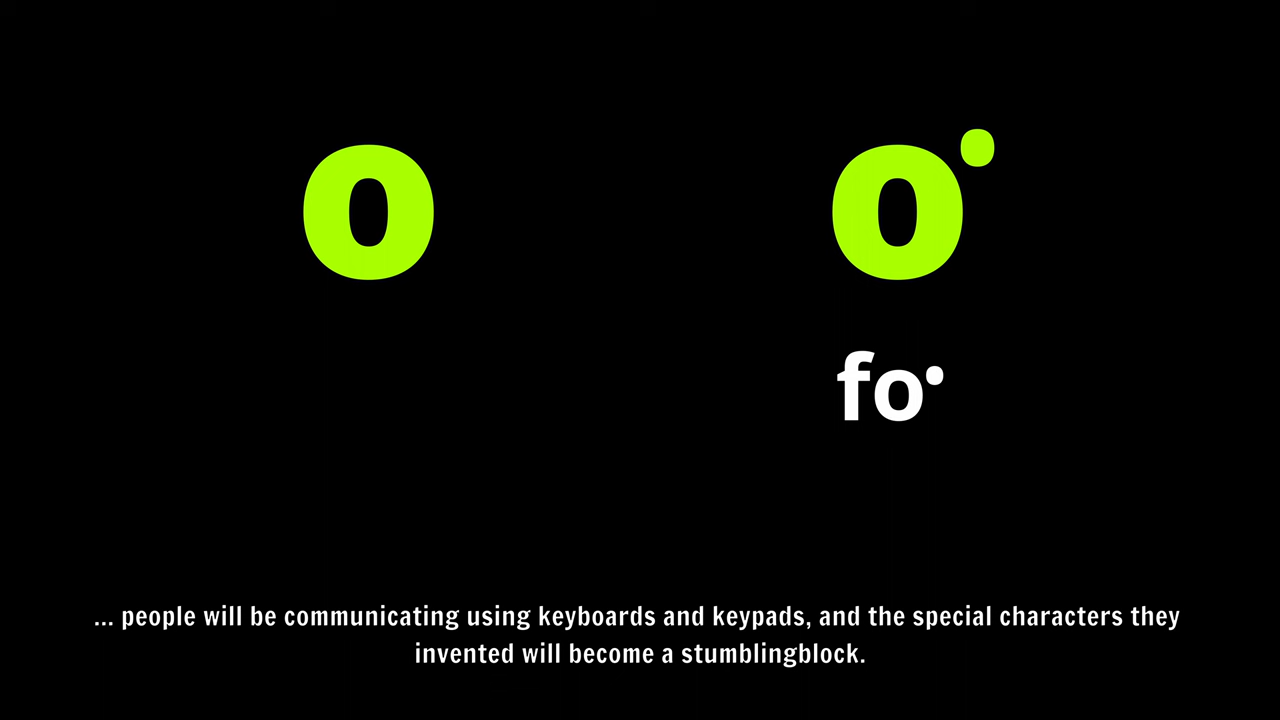 o o͘
fo͘
... people will be communicating using keyboards and keypads, and the special characters they
invented will become a stumblingblock.